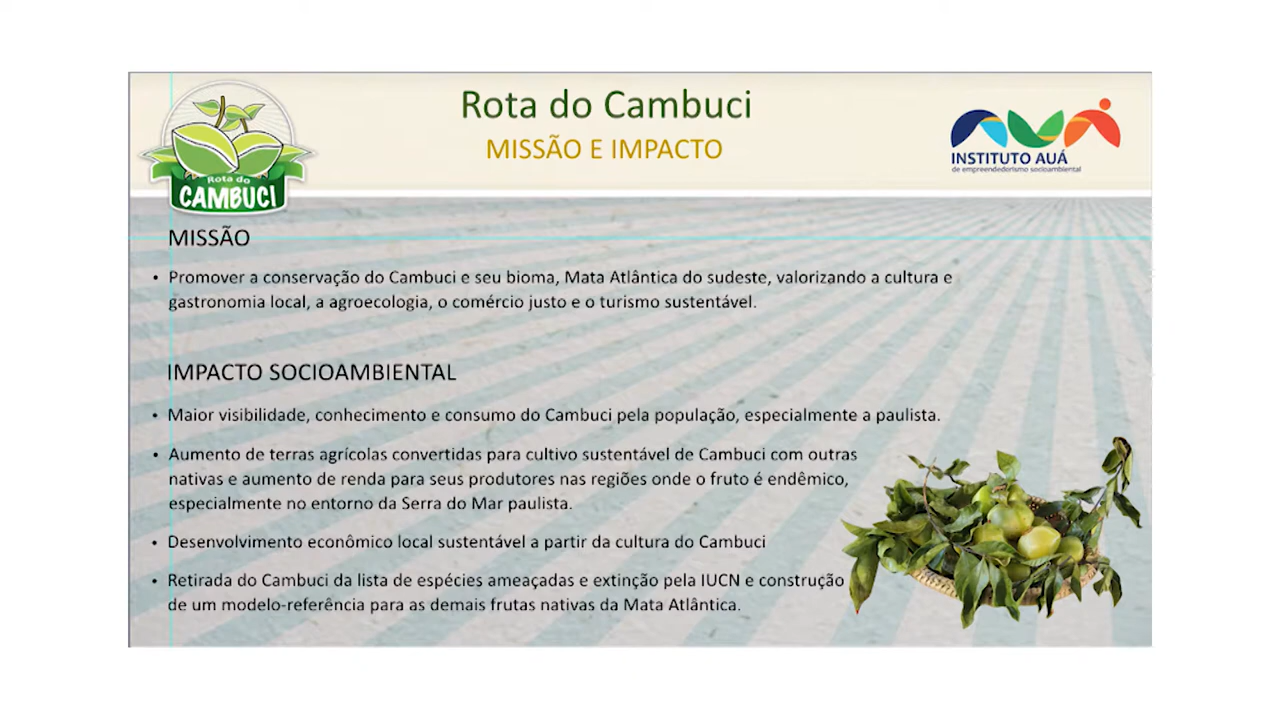 Rota do Cambuci
MISSÃO E IMPACTO
Rota do
CAMBUCI
INSTITUTO AUÁ
de empreendedorismo socioambiental
MISSÃO
• Promover a conservação do Cambuci e seu bioma, Mata Atlântica do sudeste, valorizando a cultura e
gastronomia local, a agroecologia, o comércio justo e o turismo sustentável.
IMPACTO SOCIOAMBIENTAL
• Maior visibilidade, conhecimento e consumo do Cambuci pela população, especialmente a paulista.
• Aumento de terras agrícolas convertidas para cultivo sustentável de Cambuci com outras
nativas e aumento de renda para seus produtores nas regiões onde o fruto é endêmico,
especialmente no entorno da Serra do Mar paulista.
• Desenvolvimento econômico local sustentável a partir da cultura do Cambuci
• Retirada do Cambuci da lista de espécies ameaçadas e extinção pela IUCN e construção
de um modelo-referência para as demais frutas nativas da Mata Atlântica.